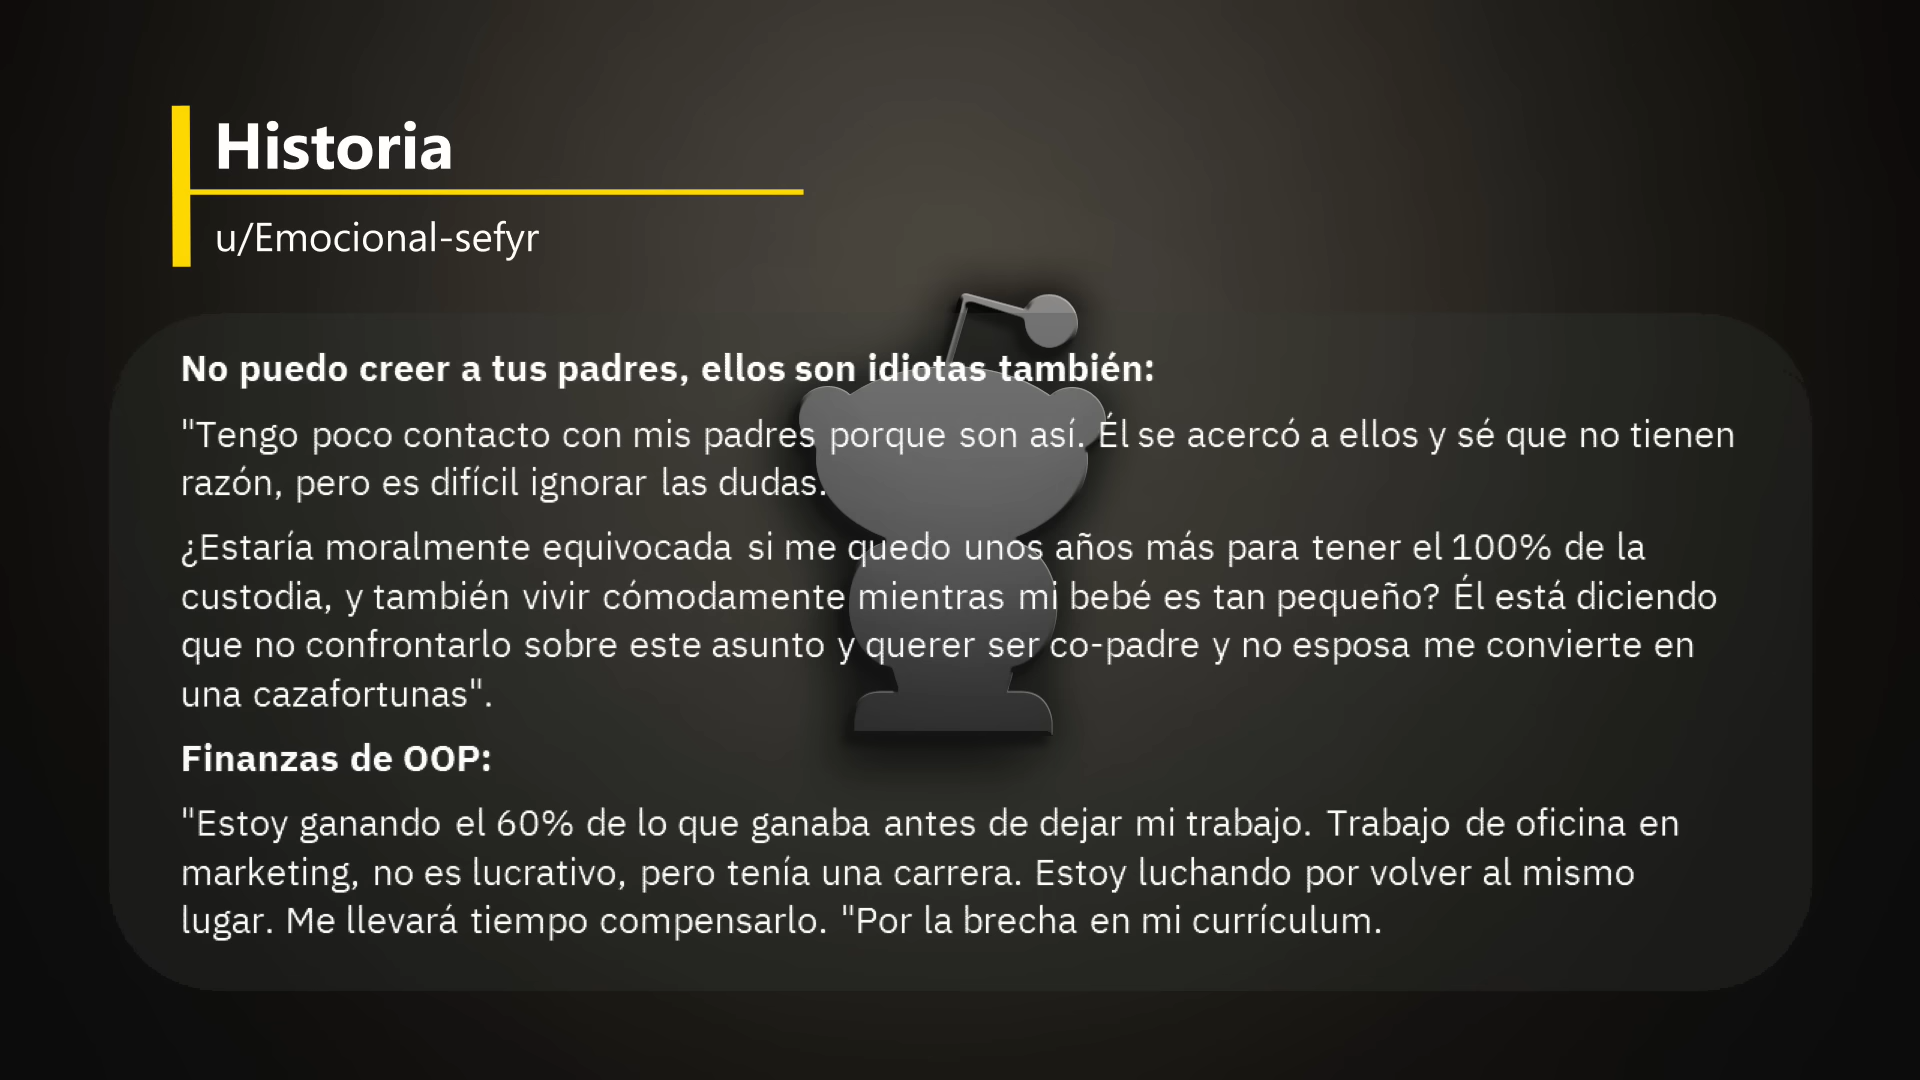 Historia
u/Emocional-sefyr
No puedo creer a tus padres, ellos son idiotas también:
"Tengo poco contacto con mis padres porque son así. Él se acercó a ellos y sé que no tienen
razón, pero es difícil ignorar las dudas.
¿Estaría moralmente equivocada si me quedo unos años más para tener el 100% de la
custodia, y también vivir cómodamente mientras mi bebé es tan pequeño? Él está diciendo
que no confrontarlo sobre este asunto y querer ser co-padre y no esposa me convierte en
una cazafortunas".
Finanzas de OOP:
"Estoy ganando el 60% de lo que ganaba antes de dejar mi trabajo. Trabajo de oficina en
marketing, no es lucrativo, pero tenía una carrera. Estoy luchando por volver al mismo
lugar. Me llevará tiempo compensarlo. "Por la brecha en mi currículum.